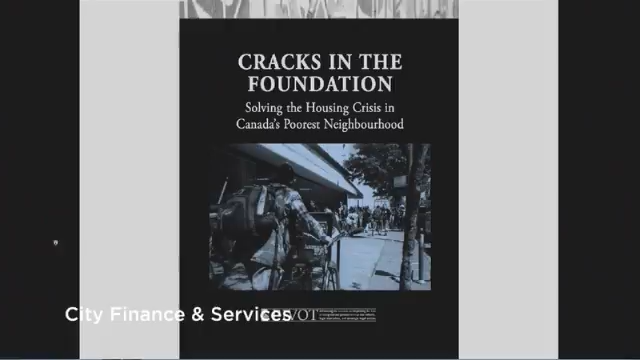 CRACKS IN THE
FOUNDATION
Solving the Housing Crisis in
Canada's Poorest Neighbourhood
City Finance & Services